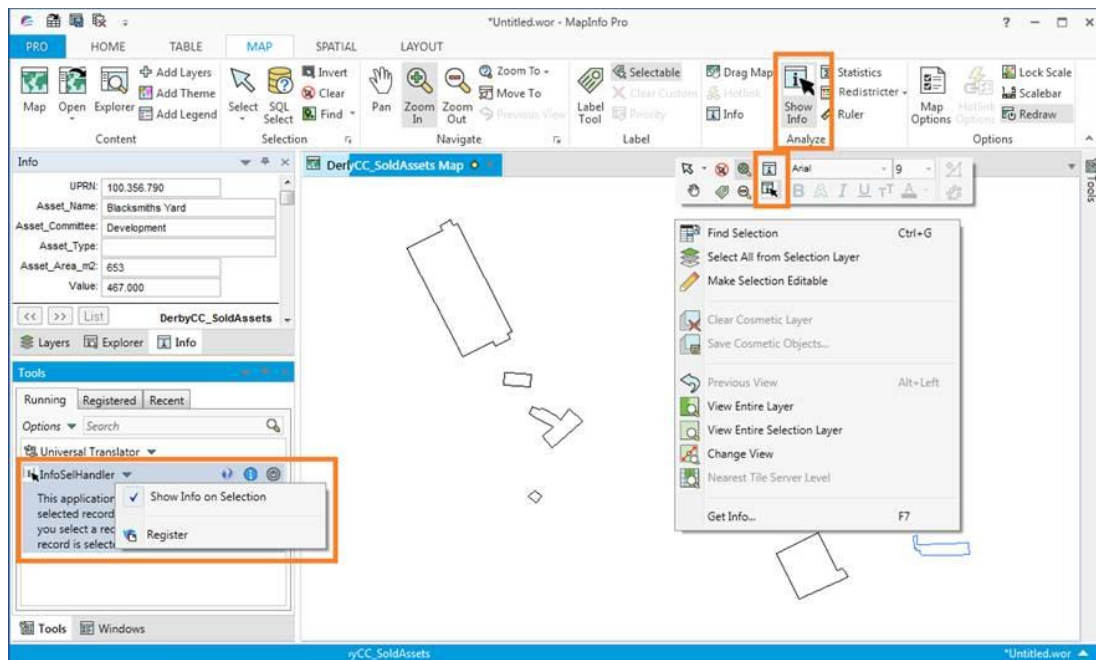 *Untitled.wor - MapInfo Pro
PRO HOME TABLE MAP SPATIAL LAYOUT
Map Open Explorer
Add Layers
Add Theme
Add Legend
Content
Select SQL Select
Invert
Clear
Find
Selection
Pan Zoom In Zoom Out
Zoom To
Move To
Previous View
Navigate
Label Tool
Selectable
Clear Custom
Priority
Label
Drag Map
Hotlink
Info
Show Info
Statistics
Redistricter
Ruler
Analyze
Map Options Hotlink Options
Lock Scale
Scalebar
Redraw
Options
Info
UPRN: 100.356.790
Asset_Name: Blacksmiths Yard
Asset_Committee: Development
Asset_Type:
Asset_Area_m2: 653
Value: 467.000
<< >> List DerbyCC_SoldAssets
Layers Explorer Info
Tools
Running Registered Recent
Options Search
Universal Translator
InfoSelHandler
This application
selected record
you select a rec
record is selecte
Show Info on Selection
Register
Tools Windows
DerbyCC_SoldAssets Map
Arial 9
B A I U TT A
Find Selection Ctrl+G
Select All from Selection Layer
Make Selection Editable
Clear Cosmetic Layer
Save Cosmetic Objects...
Previous View Alt+Left
View Entire Layer
View Entire Selection Layer
Change View
Nearest Tile Server Level
Get Info... F7
Tools
yCC_SoldAssets
*Untitled.wor